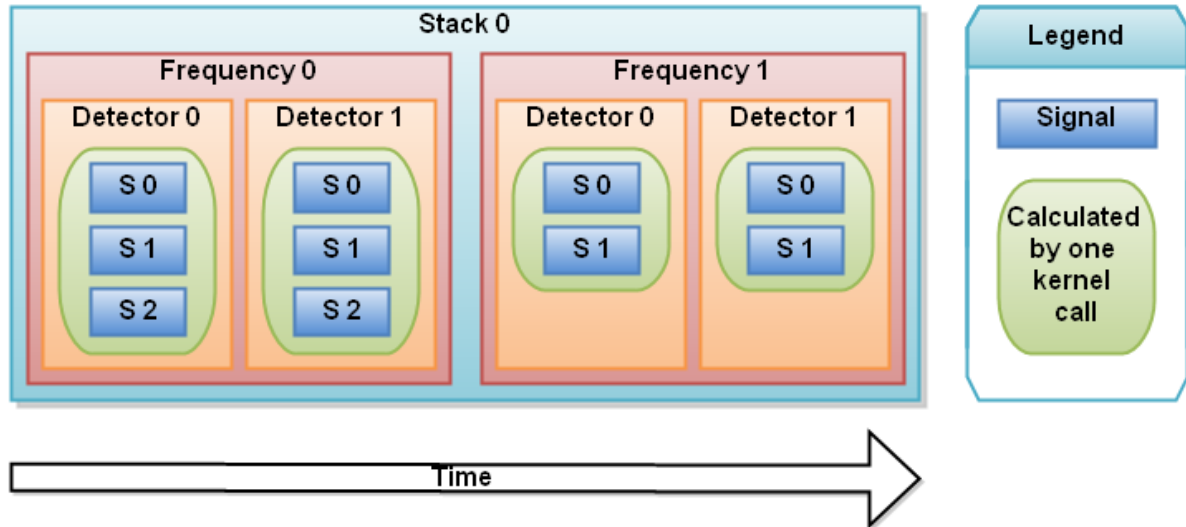 Stack 0
Frequency 0
Detector 0
S 0
S 1
S 2
Detector 1
S 0
S 1
S 2
Frequency 1
Detector 0
S 0
S 1
Detector 1
S 0
S 1
Legend
Signal
Calculated
by one
kernel
call
Time